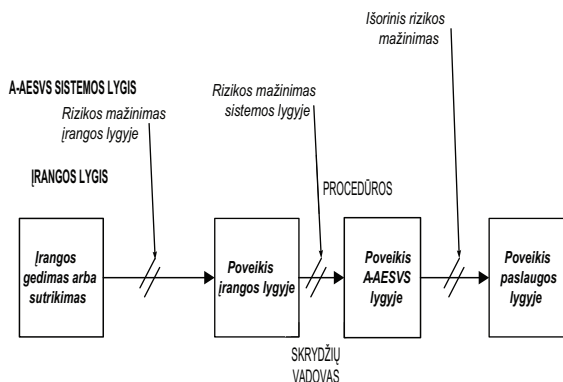 Išorinis rizikos
mažinimas
A-AESVS SISTEMOS LYGIS
Rizikos mažinimas
įrangos lygyje
Rizikos mažinimas
sistemos lygyje
ĮRANGOS LYGIS
PROCEDŪROS
Įrangos
gedimas arba
sutrikimas
Poveikis
įrangos lygyje
Poveikis
A-AESVS
lygyje
Poveikis
paslaugos
lygyje
SKRYDŽIŲ
VADOVAS